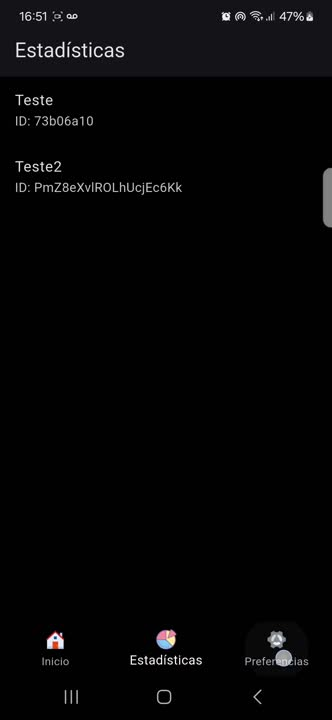 16:51
47%
Estadísticas
Teste
ID: 73b06a10
Teste2
ID: PmZ8eXvlROLhUcjEc6Kk
Inicio
Estadísticas
Preferencias